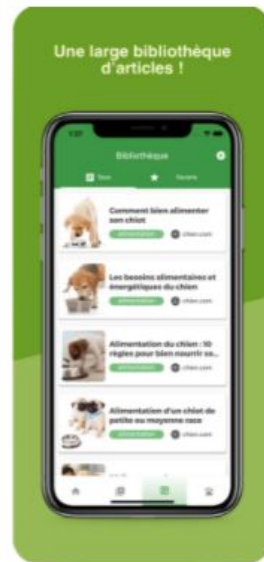 Une large bibliothèque
d'articles !
1:37
Bibliothèque
Tous
Favoris
Comment bien alimenter
son chiot
alimentation
chien.com
Les besoins alimentaires et
énergétiques du chien
alimentation
chien.com
Alimentation du chien : 10
règles pour bien nourrir so...
alimentation
chien.com
Alimentation d'un chiot de
petite ou moyenne race
alimentation
chien.com